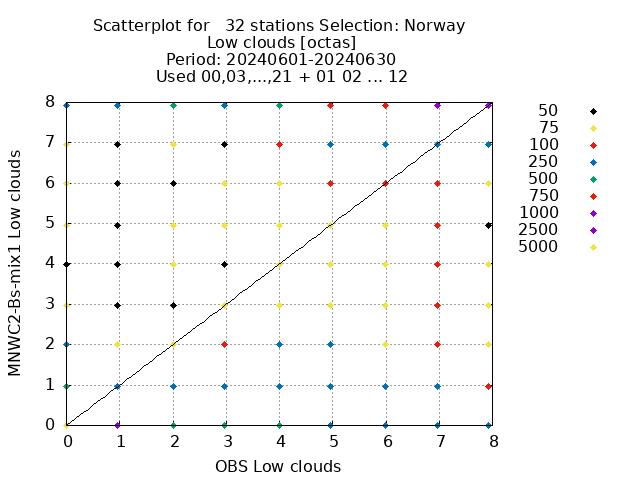 Scatterplot for   32 stations Selection: Norway
Low clouds [octas]
Period: 20240601-20240630
Used 00,03,...,21 + 01 02 ... 12
MNWC2-Bs-mix1 Low clouds
8
7
6
5
4
3
2
1
0
0 1 2 3 4 5 6 7 8
OBS Low clouds
50
75
100
250
500
750
1000
2500
5000